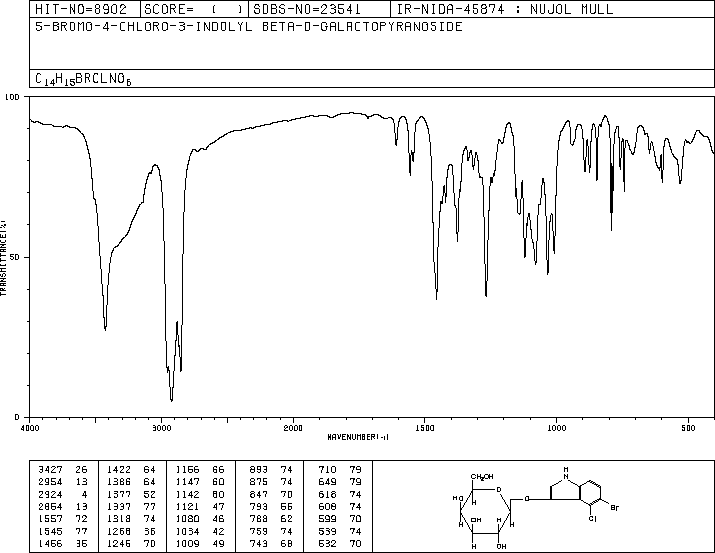 HIT-NO=8902 SCORE= ( ) SDBS-NO=23541 IR-NIDA-45874 : NUJOL MULL
5-BROMO-4-CHLORO-3-INDOLYL BETA-D-GALACTOPYRANOSIDE
C14H15BRCLNO6
100
50
0
TRANSMITTANCE(%)
4000 3000 2000 1500 1000 500
WAVENUMBER(-1)
3427 26 1422 64 1166 66 893 74 710 79
2954 13 1386 64 1147 60 875 74 649 79
2924 4 1377 52 1142 60 847 70 618 74
2854 13 1337 77 1121 47 793 56 608 74
1557 72 1318 74 1080 46 788 62 599 70
1545 77 1268 36 1034 42 759 74 539 74
1456 35 1246 70 1009 49 743 68 532 70
CH2OH
O
HO
H
OH
H
H
H
OH
H
O
H
N
Br
Cl